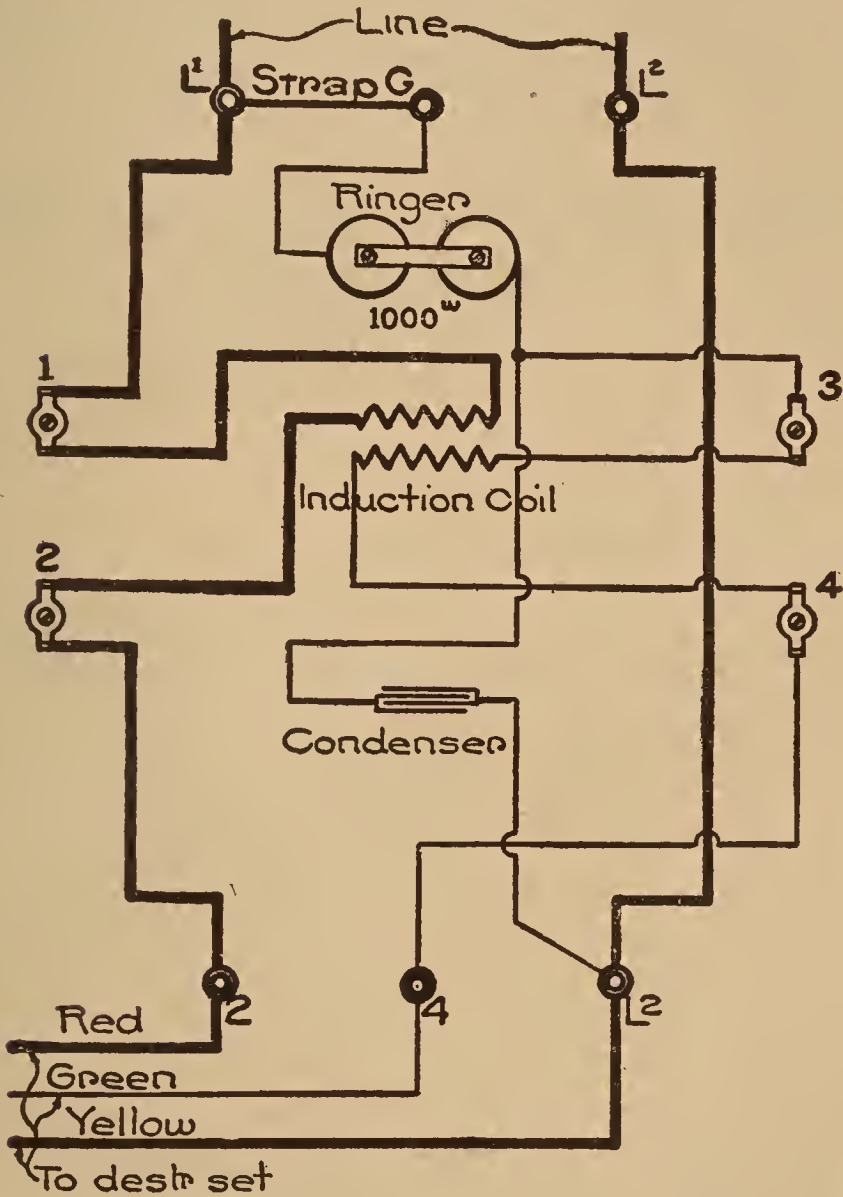 Line
L¹ Strap G L²
Ringer
1000 ω
1
3
Induction Coil
2
4
Condenser
2 4 L²
Red
Green
Yellow
To desk set